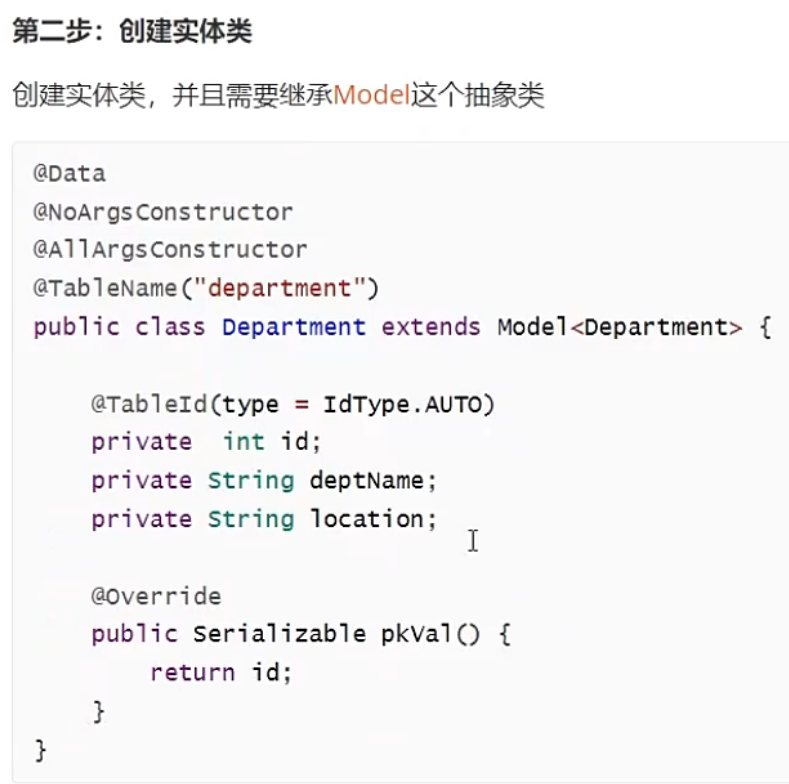 第二步：创建实体类
创建实体类，并且需要继承Model这个抽象类
@Data
@NoArgsConstructor
@AllArgsConstructor
@TableName("department")
public class Department extends Model<Department> {
    @TableId(type = IdType.AUTO)
    private  int id;
    private String deptName;
    private String location;
    @Override
    public Serializable pkVal() {
        return id;
    }
}